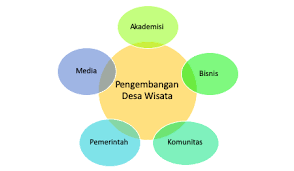 Akademisi
Media
Bisnis
Pengembangan
Desa Wisata
Pemerintah
Komunitas